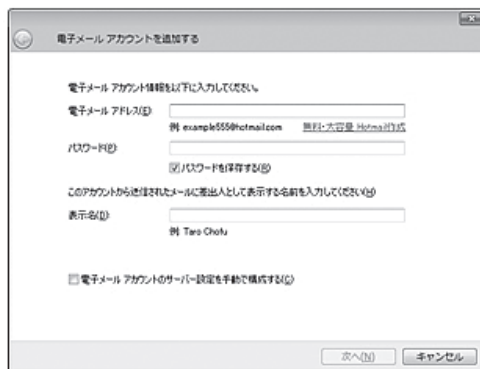 電子メール アカウントを追加する
電子メール アカウント情報を以下に入力してください。
電子メール アドレス(E)
例: example555@hotmail.com 無料・大容量 Hotmail作成
パスワード(P):
パスワードを保存する(R)
このアカウントから送信されたメールに差出人として表示する名前を入力してください(H)
表示名(D):
例: Taro Chofu
電子メール アカウントのサーバー設定を手動で構成する(C)
次へ(N) キャンセル